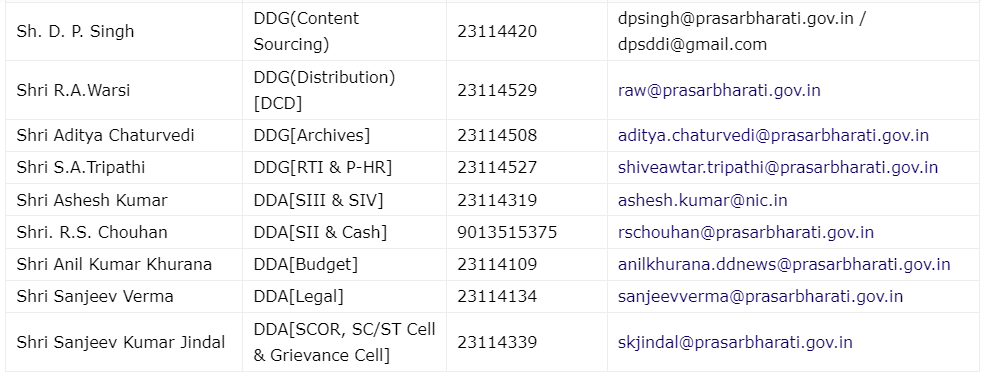 Sh. D. P. Singh DDG(Content Sourcing) 23114420 dpsingh@prasarbharati.gov.in / dpsddi@gmail.com
Shri R.A.Warsi DDG(Distribution) [DCD] 23114529 raw@prasarbharati.gov.in
Shri Aditya Chaturvedi DDG[Archives] 23114508 aditya.chaturvedi@prasarbharati.gov.in
Shri S.A.Tripathi DDG[RTI & P-HR] 23114527 shiveawtar.tripathi@prasarbharati.gov.in
Shri Ashesh Kumar DDA[SIII & SIV] 23114319 ashesh.kumar@nic.in
Shri. R.S. Chouhan DDA[SII & Cash] 9013515375 rschouhan@prasarbharati.gov.in
Shri Anil Kumar Khurana DDA[Budget] 23114109 anilkhurana.ddnews@prasarbharati.gov.in
Shri Sanjeev Verma DDA[Legal] 23114134 sanjeevverma@prasarbharati.gov.in
Shri Sanjeev Kumar Jindal DDA[SCOR, SC/ST Cell & Grievance Cell] 23114339 skjindal@prasarbharati.gov.in